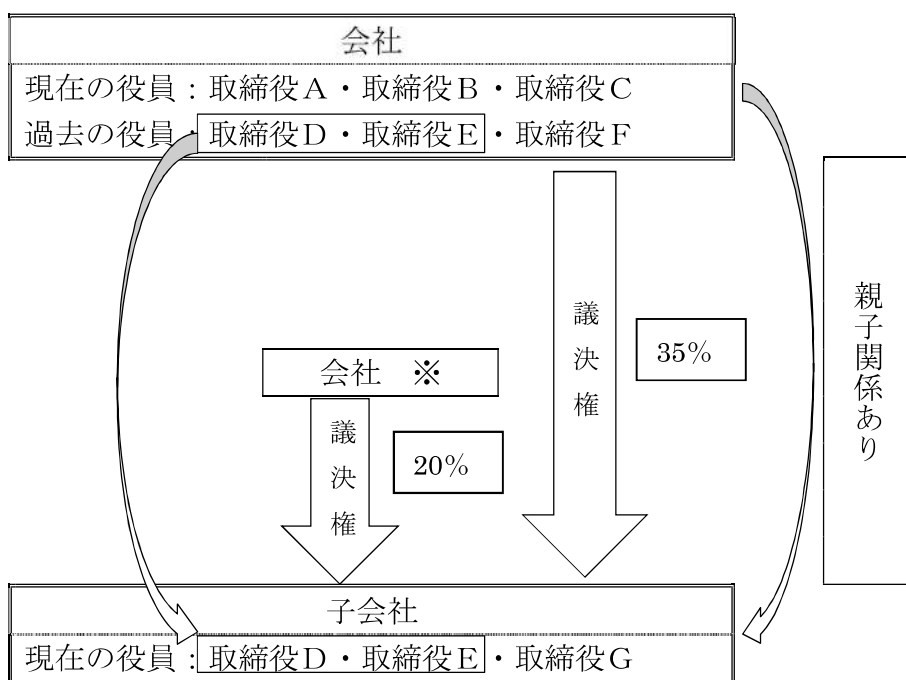 会社
現在の役員：取締役A・取締役B・取締役C
過去の役員：取締役D・取締役E・取締役F
議決権
35%
親子関係あり
会社 ※
議決権
20%
子会社
現在の役員：取締役D・取締役E・取締役G